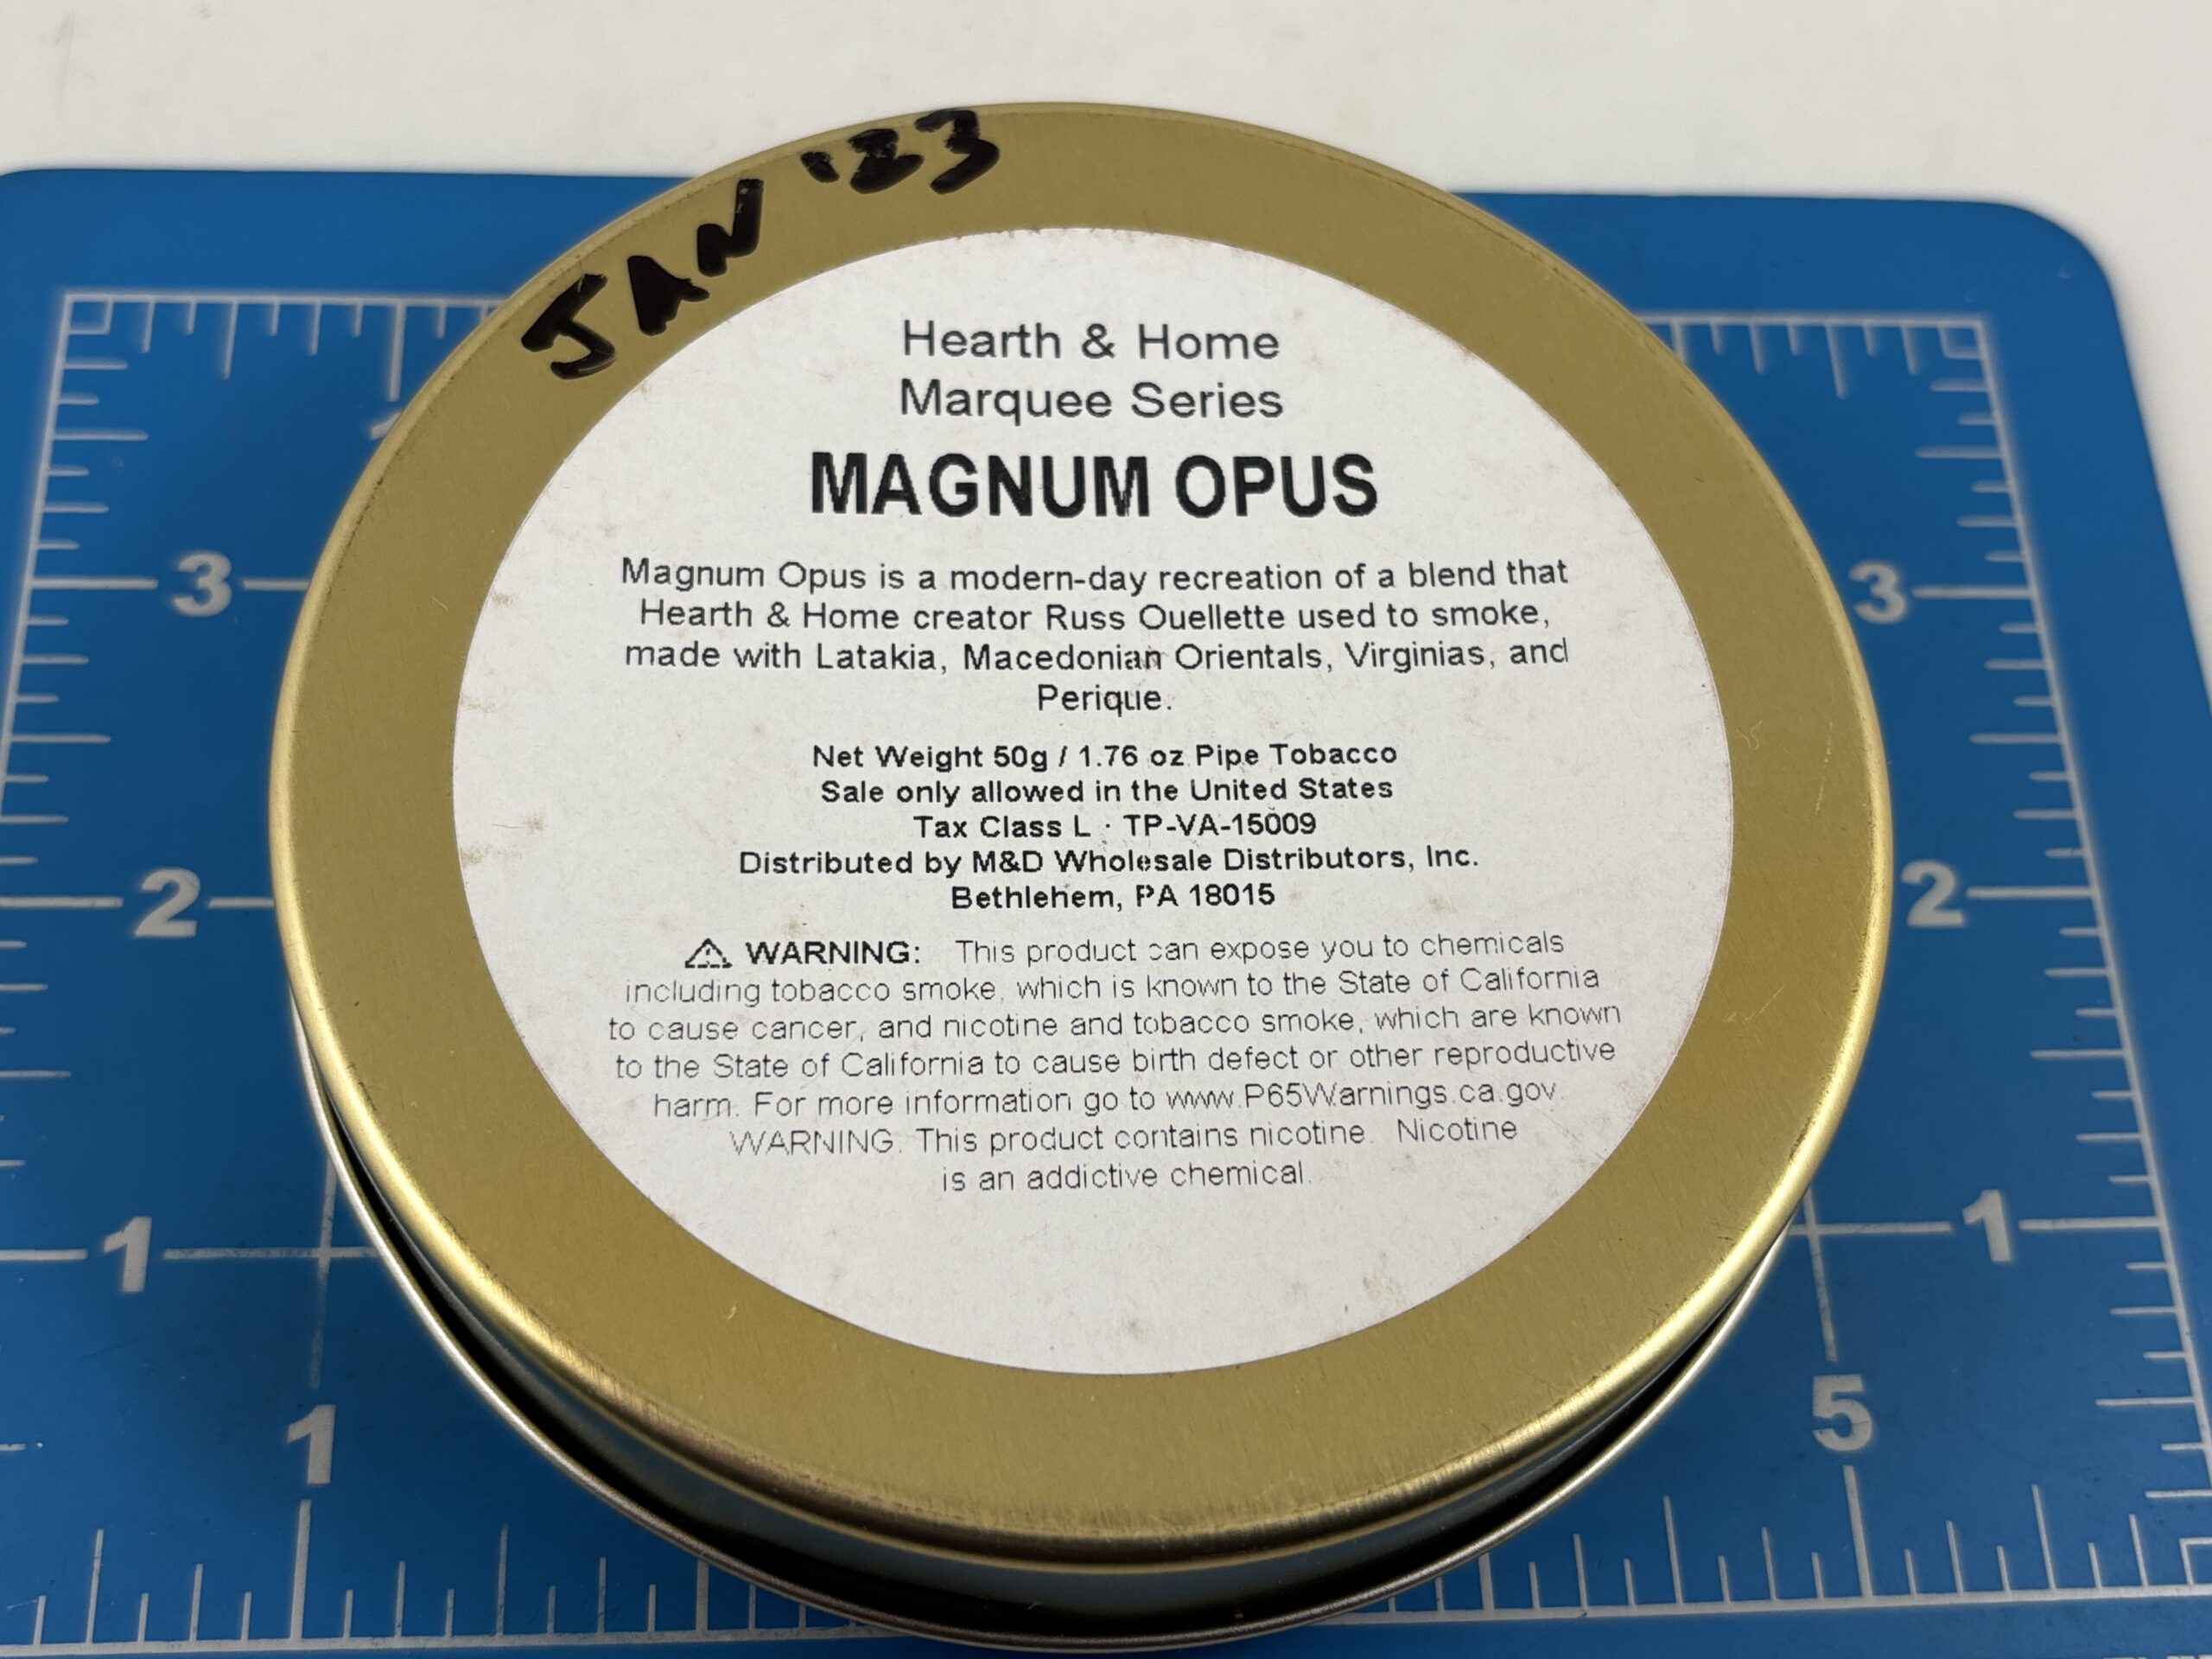 JAN '23
Hearth & Home
Marquee Series
MAGNUM OPUS
Magnum Opus is a modern-day recreation of a blend that
Hearth & Home creator Russ Ouellette used to smoke,
made with Latakia, Macedonian Orientals, Virginias, and
Perique.
Net Weight 50g / 1.76 oz Pipe Tobacco
Sale only allowed in the United States
Tax Class L · TP-VA-15009
Distributed by M&D Wholesale Distributors, Inc.
Bethlehem, PA 18015
⚠ WARNING: This product can expose you to chemicals
including tobacco smoke, which is known to the State of California
to cause cancer, and nicotine and tobacco smoke, which are known
to the State of California to cause birth defect or other reproductive
harm. For more information go to www.P65Warnings.ca.gov.
WARNING: This product contains nicotine. Nicotine
is an addictive chemical.
3 3
2 2
1 1
1 5